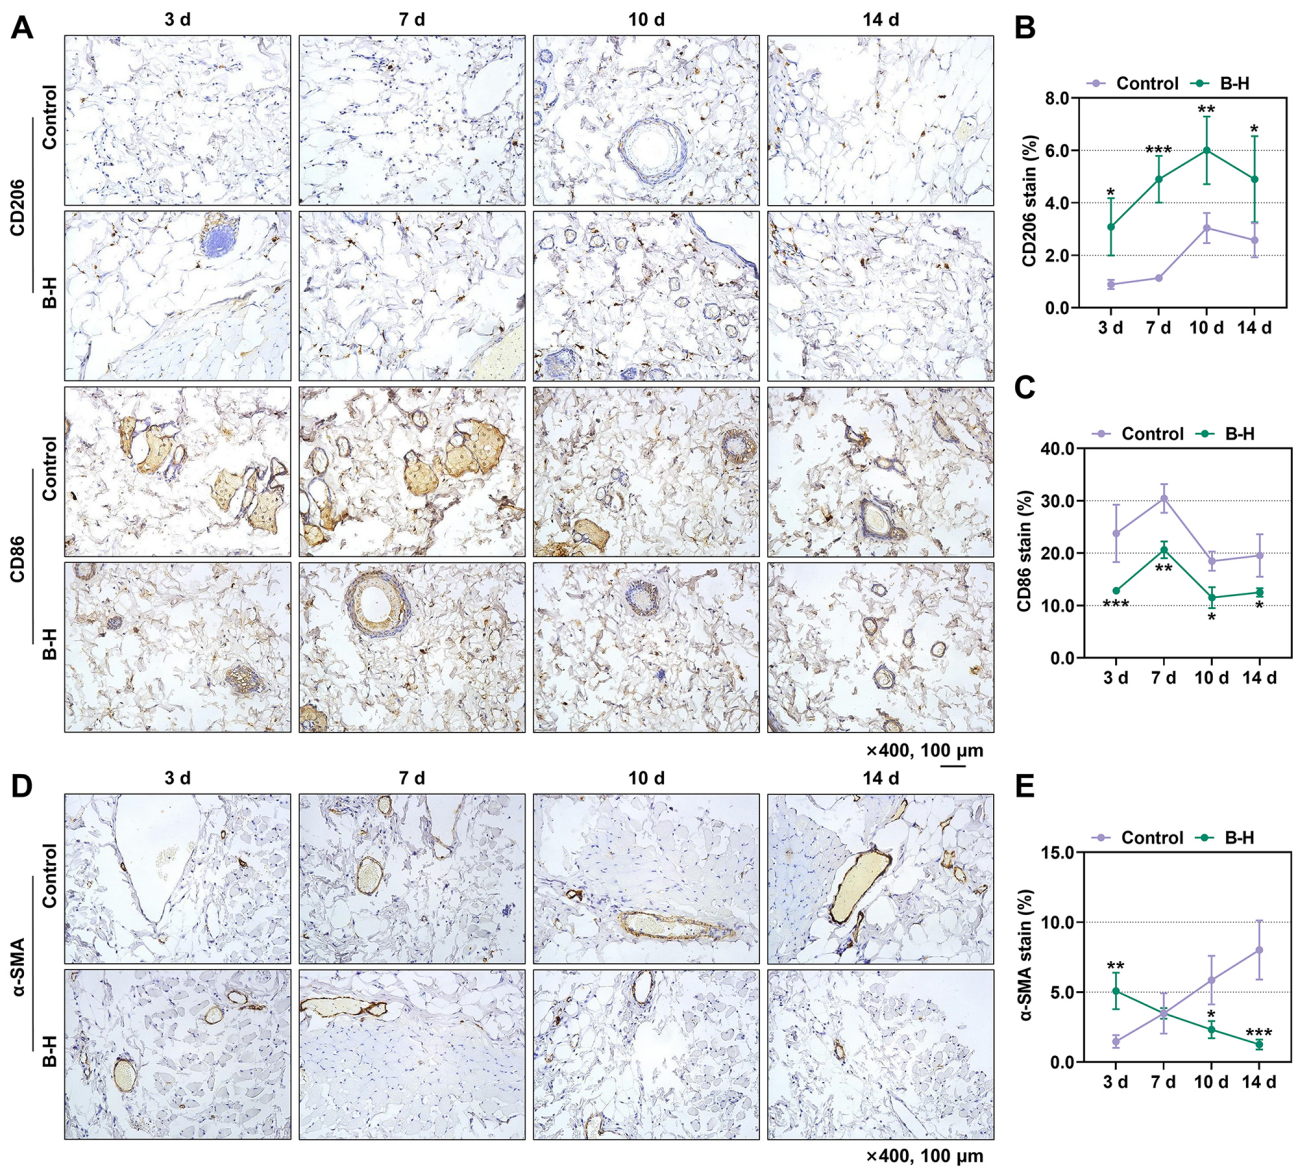 A
3 d
7 d
10 d
14 d
CD206
Control
B-H
CD86
Control
B-H
×400, 100 μm
B
Control
B-H
CD206 stain (%)
8.0
6.0
4.0
2.0
0.0
*
***
**
*
3 d
7 d
10 d
14 d
C
Control
B-H
CD86 stain (%)
40.0
30.0
20.0
10.0
0.0
***
**
*
*
3 d
7 d
10 d
14 d
D
3 d
7 d
10 d
14 d
α-SMA
Control
B-H
×400, 100 μm
E
Control
B-H
α-SMA stain (%)
15.0
10.0
5.0
0.0
**
*
***
3 d
7 d
10 d
14 d